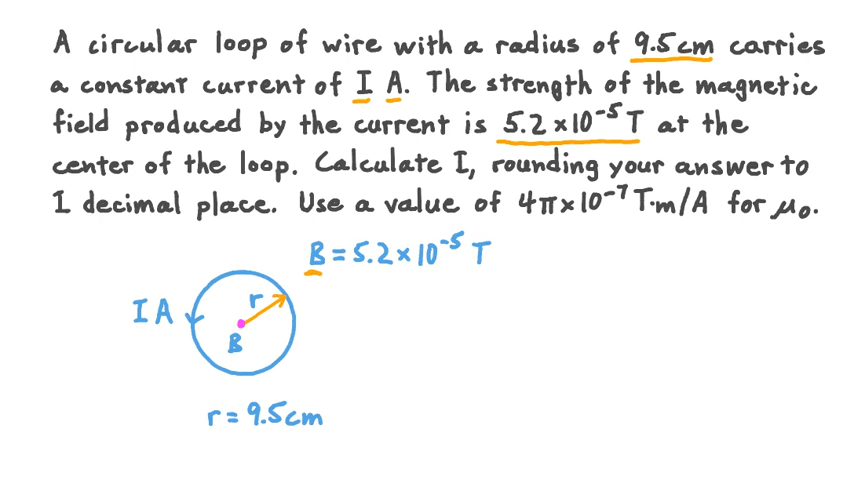 A circular loop of wire with a radius of 9.5cm carries
a constant current of I A. The strength of the magnetic
field produced by the current is 5.2×10⁻⁵ T at the
center of the loop. Calculate I, rounding your answer to
1 decimal place. Use a value of 4π×10⁻⁷ T·m/A for μ₀.
B = 5.2×10⁻⁵ T
I A
r
B
r = 9.5cm